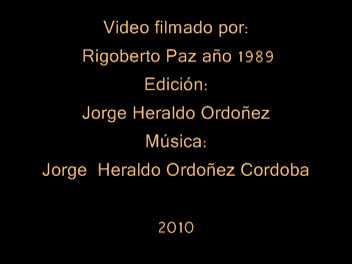 Video filmado por:
Rigoberto Paz año 1989
Edición:
Jorge Heraldo Ordoñez
Música:
Jorge  Heraldo Ordoñez Cordoba
2010